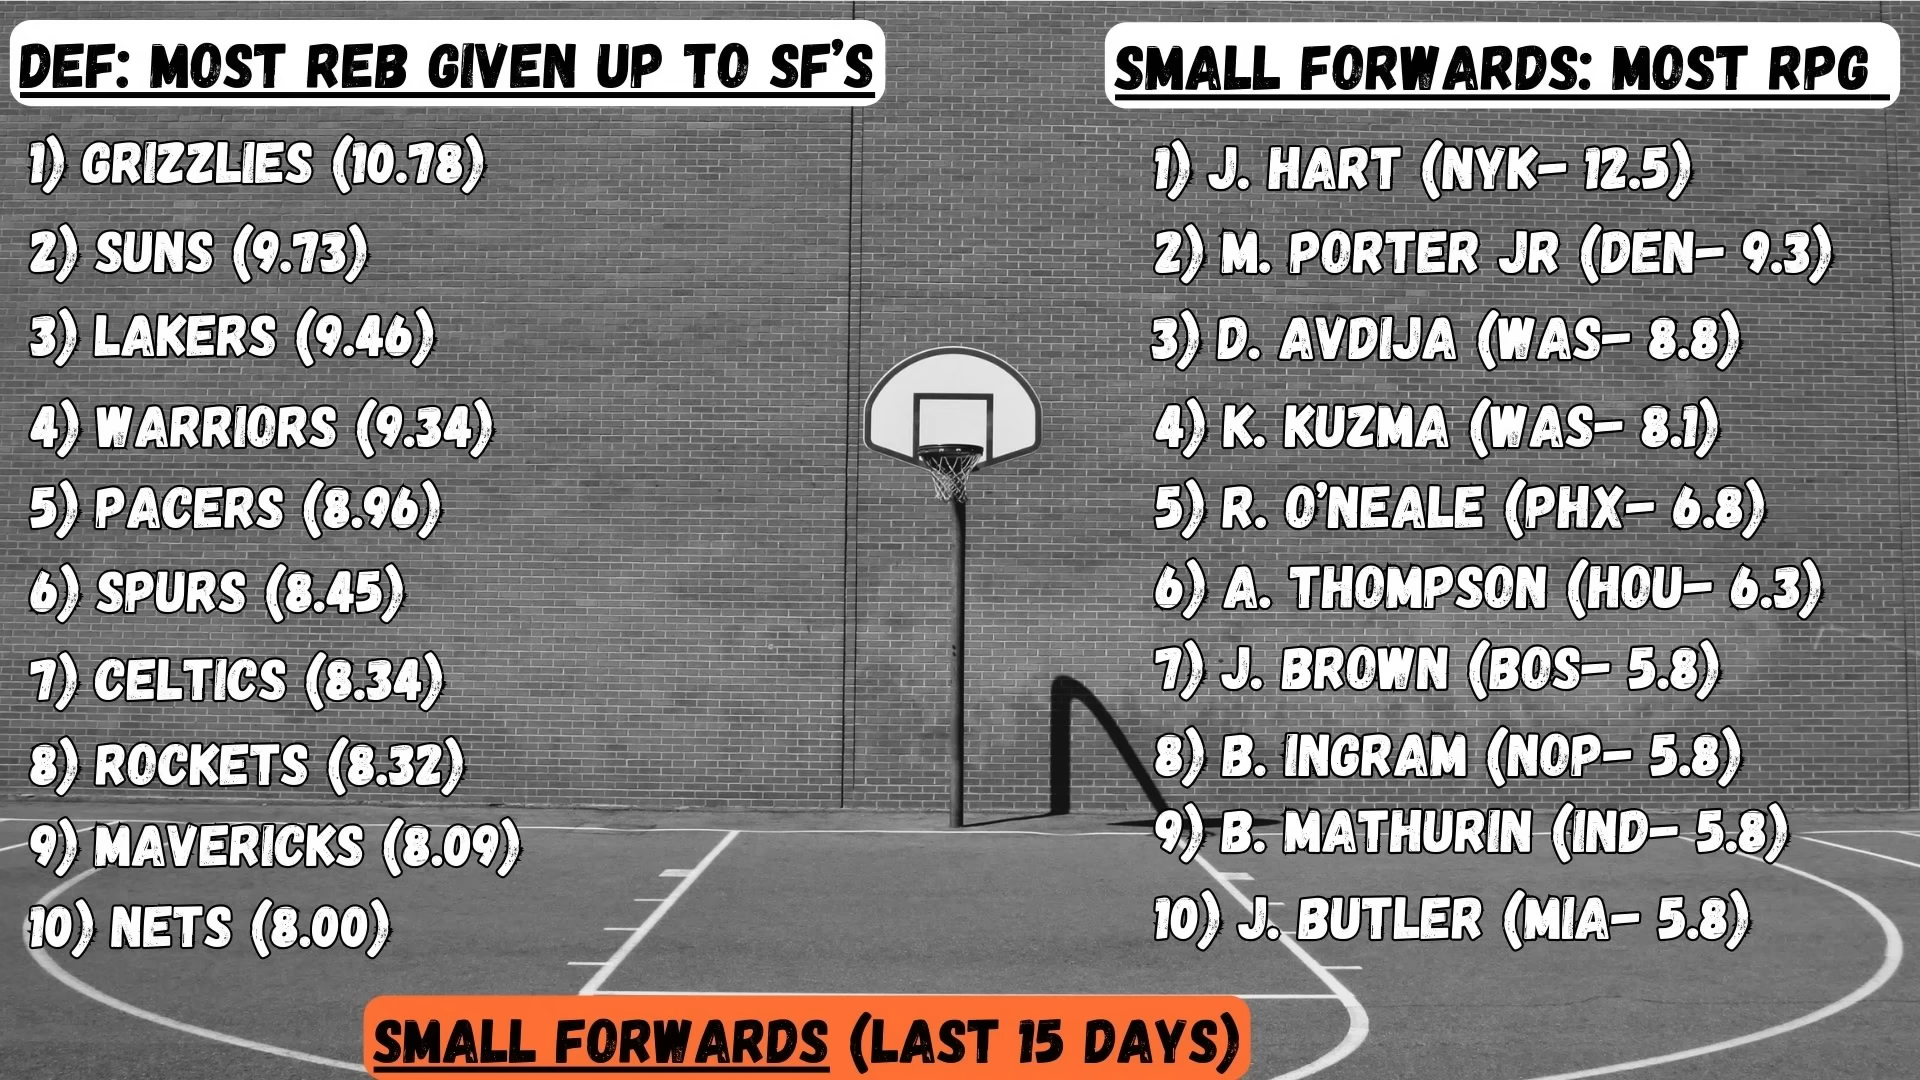 DEF: MOST REB GIVEN UP TO SF'S
1) GRIZZLIES (10.78)
2) SUNS (9.73)
3) LAKERS (9.46)
4) WARRIORS (9.34)
5) PACERS (8.96)
6) SPURS (8.45)
7) CELTICS (8.34)
8) ROCKETS (8.32)
9) MAVERICKS (8.09)
10) NETS (8.00)
SMALL FORWARDS: MOST RPG
1) J. HART (NYK– 12.5)
2) M. PORTER JR (DEN– 9.3)
3) D. AVDIJA (WAS– 8.8)
4) K. KUZMA (WAS– 8.1)
5) R. O'NEALE (PHX– 6.8)
6) A. THOMPSON (HOU– 6.3)
7) J. BROWN (BOS– 5.8)
8) B. INGRAM (NOP– 5.8)
9) B. MATHURIN (IND– 5.8)
10) J. BUTLER (MIA– 5.8)
SMALL FORWARDS (LAST 15 DAYS)